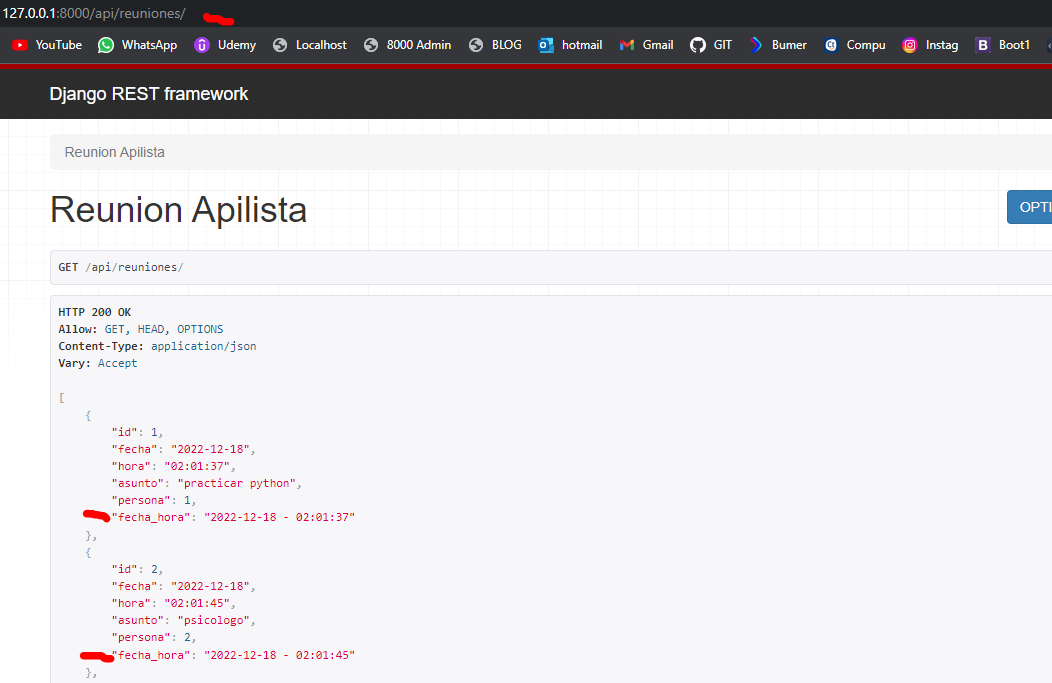 127.0.0.1:8000/api/reuniones/
YouTube WhatsApp Udemy Localhost 8000 Admin BLOG hotmail Gmail GIT Bumer Compu Instag B Boot1
Django REST framework
Reunion Apilista
Reunion Apilista
OPTI
GET /api/reuniones/
HTTP 200 OK
Allow: GET, HEAD, OPTIONS
Content-Type: application/json
Vary: Accept
[
{
"id": 1,
"fecha": "2022-12-18",
"hora": "02:01:37",
"asunto": "practicar python",
"persona": 1,
"fecha_hora": "2022-12-18 - 02:01:37"
},
{
"id": 2,
"fecha": "2022-12-18",
"hora": "02:01:45",
"asunto": "psicologo",
"persona": 2,
"fecha_hora": "2022-12-18 - 02:01:45"
},